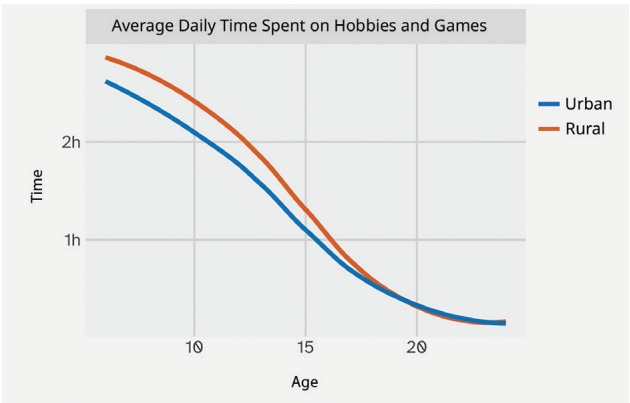 Average Daily Time Spent on Hobbies and Games
Urban
Rural
2h
Time
1h
10 15 20
Age